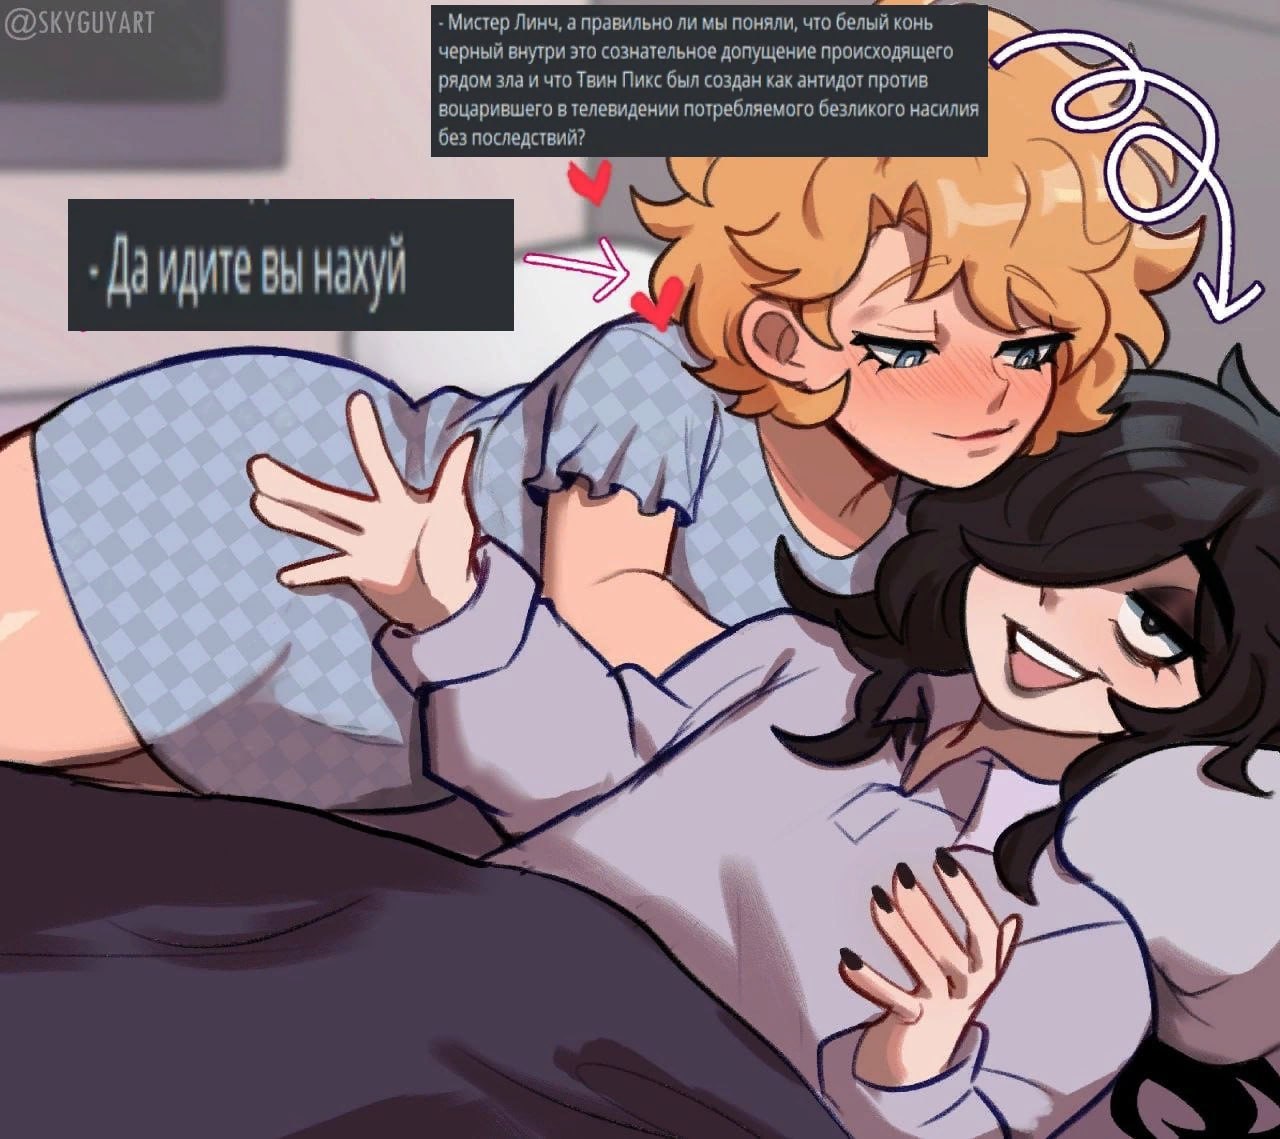 @SKYGUYART
- Мистер Линч, а правильно ли мы поняли, что белый конь
черный внутри это сознательное допущение происходящего
рядом зла и что Твин Пикс был создан как антидот против
воцарившего в телевидении потребляемого безликого насилия
без последствий?
- Да идите вы нахуй